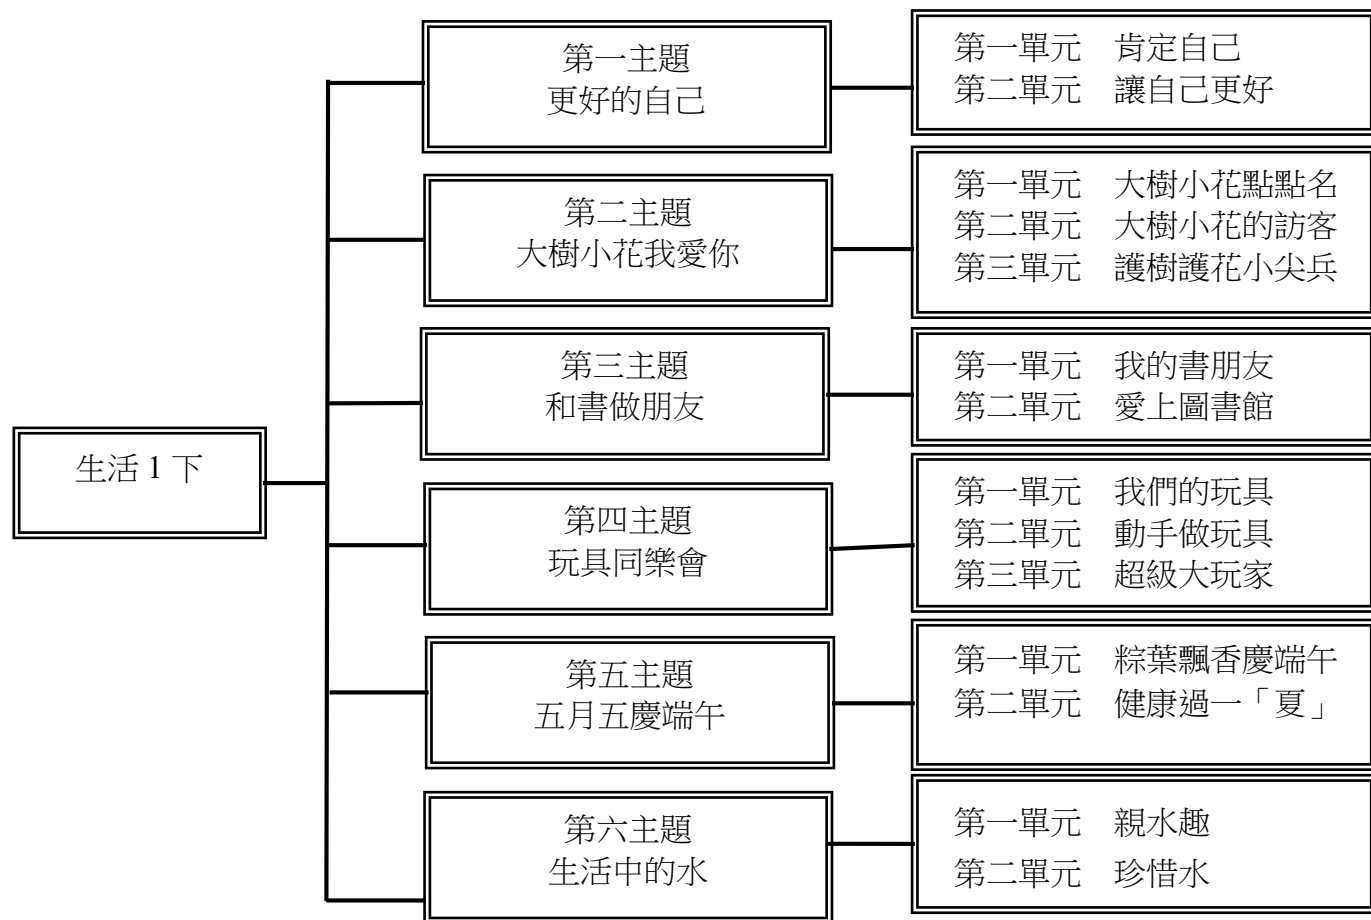 生活 1 下
第一主題
更好的自己
第一單元　肯定自己
第二單元　讓自己更好
第二主題
大樹小花我愛你
第一單元　大樹小花點點名
第二單元　大樹小花的訪客
第三單元　護樹護花小尖兵
第三主題
和書做朋友
第一單元　我的書朋友
第二單元　愛上圖書館
第四主題
玩具同樂會
第一單元　我們的玩具
第二單元　動手做玩具
第三單元　超級大玩家
第五主題
五月五慶端午
第一單元　粽葉飄香慶端午
第二單元　健康過一「夏」
第六主題
生活中的水
第一單元　親水趣
第二單元　珍惜水